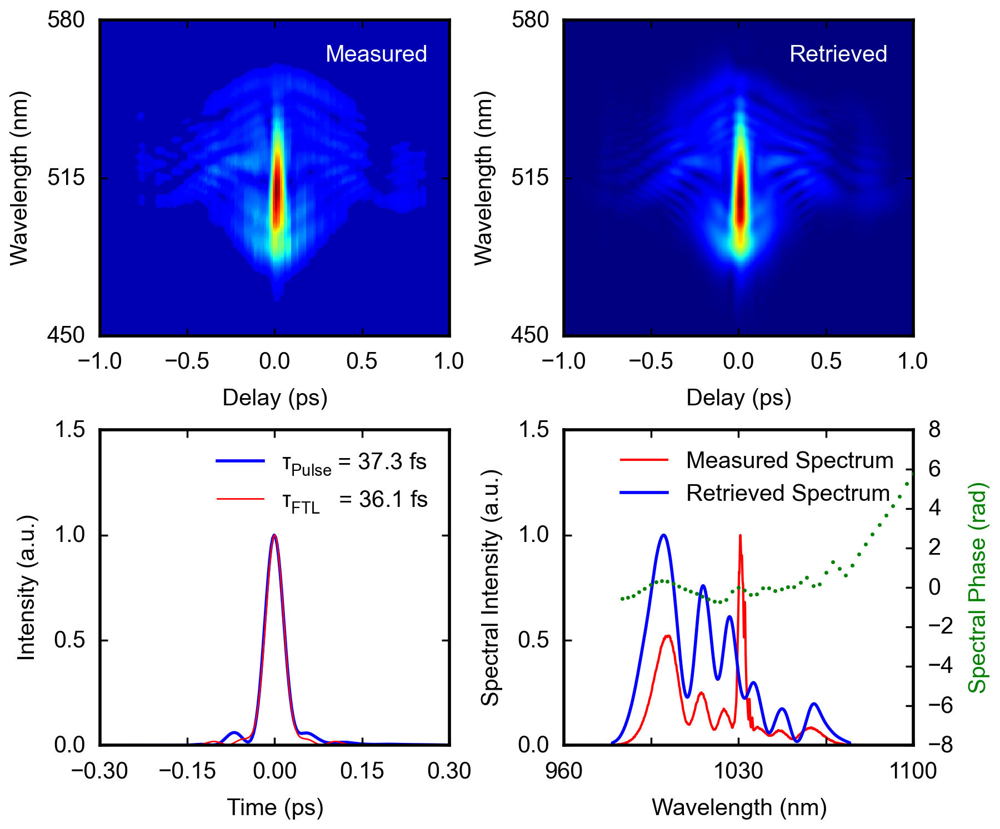 580
515
450
Wavelength (nm)
Measured
−1.0 −0.5 0.0 0.5 1.0
Delay (ps)
580
515
450
Wavelength (nm)
Retrieved
−1.0 −0.5 0.0 0.5 1.0
Delay (ps)
1.5
1.0
0.5
0.0
Intensity (a.u.)
τPulse = 37.3 fs
τFTL = 36.1 fs
−0.30 −0.15 0.00 0.15 0.30
Time (ps)
1.5
1.0
0.5
0.0
Spectral Intensity (a.u.)
Measured Spectrum
Retrieved Spectrum
8
6
4
2
0
−2
−4
−6
−8
Spectral Phase (rad)
960 1030 1100
Wavelength (nm)